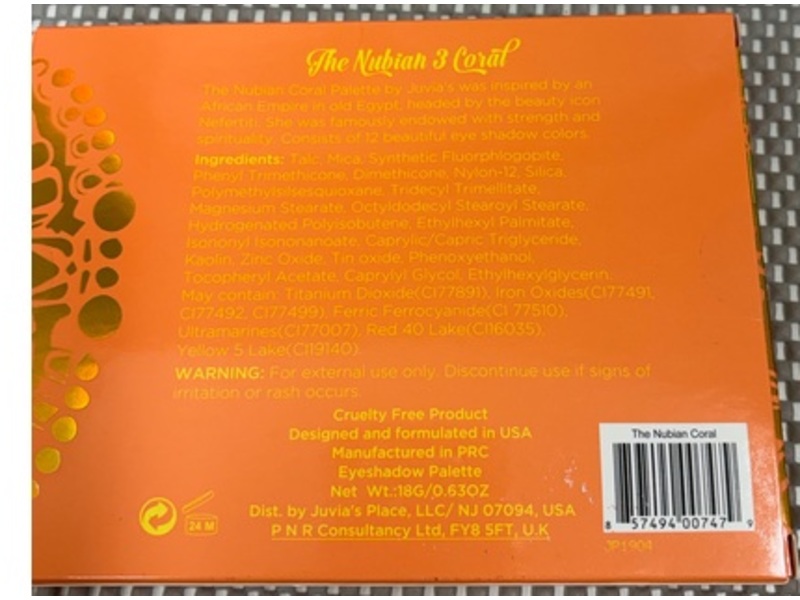 The Nubian 3 Coral
The Nubian Coral Palette by Juvia's was inspired by an
African Empire in old Egypt, headed by the beauty icon
Nefertiti. She was famously endowed with strength and
spirituality. Consists of 12 beautiful eye shadow colors.
Ingredients: Talc, Mica, Synthetic Fluorphlogopite,
Phenyl Trimethicone, Dimethicone, Nylon-12, Silica,
Polymethylsilsesquioxane, Tridecyl Trimellitate,
Magnesium Stearate, Octyldodecyl Stearoyl Stearate,
Hydrogenated Polyisobutene, Ethylhexyl Palmitate,
Isononyl Isononanoate, Caprylic/Capric Triglyceride,
Kaolin, Zinc Oxide, Tin oxide, Phenoxyethanol,
Tocopheryl Acetate, Caprylyl Glycol, Ethylhexylglycerin.
May contain: Titanium Dioxide(CI77891), Iron Oxides(CI77491,
CI77492, CI77499), Ferric Ferrocyanide(CI 77510),
Ultramarines(CI77007), Red 40 Lake(CI16035),
Yellow 5 Lake(CI19140).
WARNING: For external use only. Discontinue use if signs of
irritation or rash occurs.
Cruelty Free Product
Designed and formulated in USA
Manufactured in PRC
Eyeshadow Palette
Net Wt.:18G/0.63OZ
Dist. by Juvia's Place, LLC/ NJ 07094, USA
P N R Consultancy Ltd, FY8 5FT, U.K
24 M
The Nubian Coral
8 57494 00747 9
JP1904